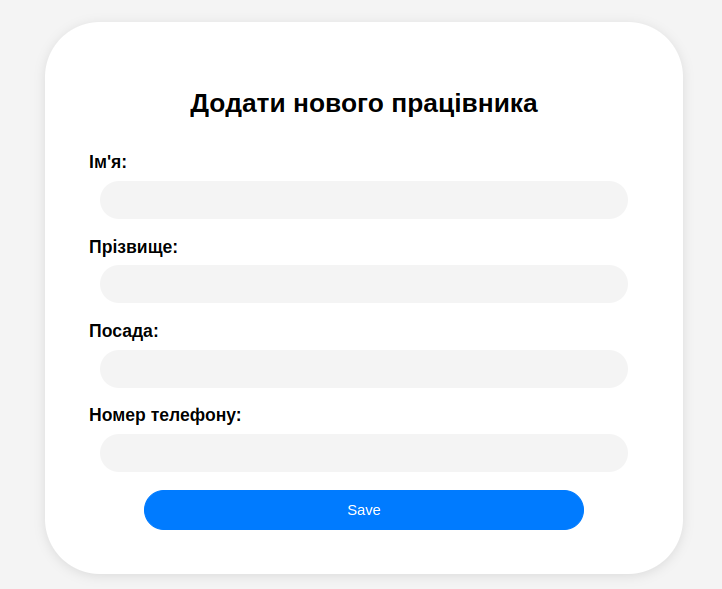 Додати нового працівника
Ім'я:
Прізвище:
Посада:
Номер телефону:
Save